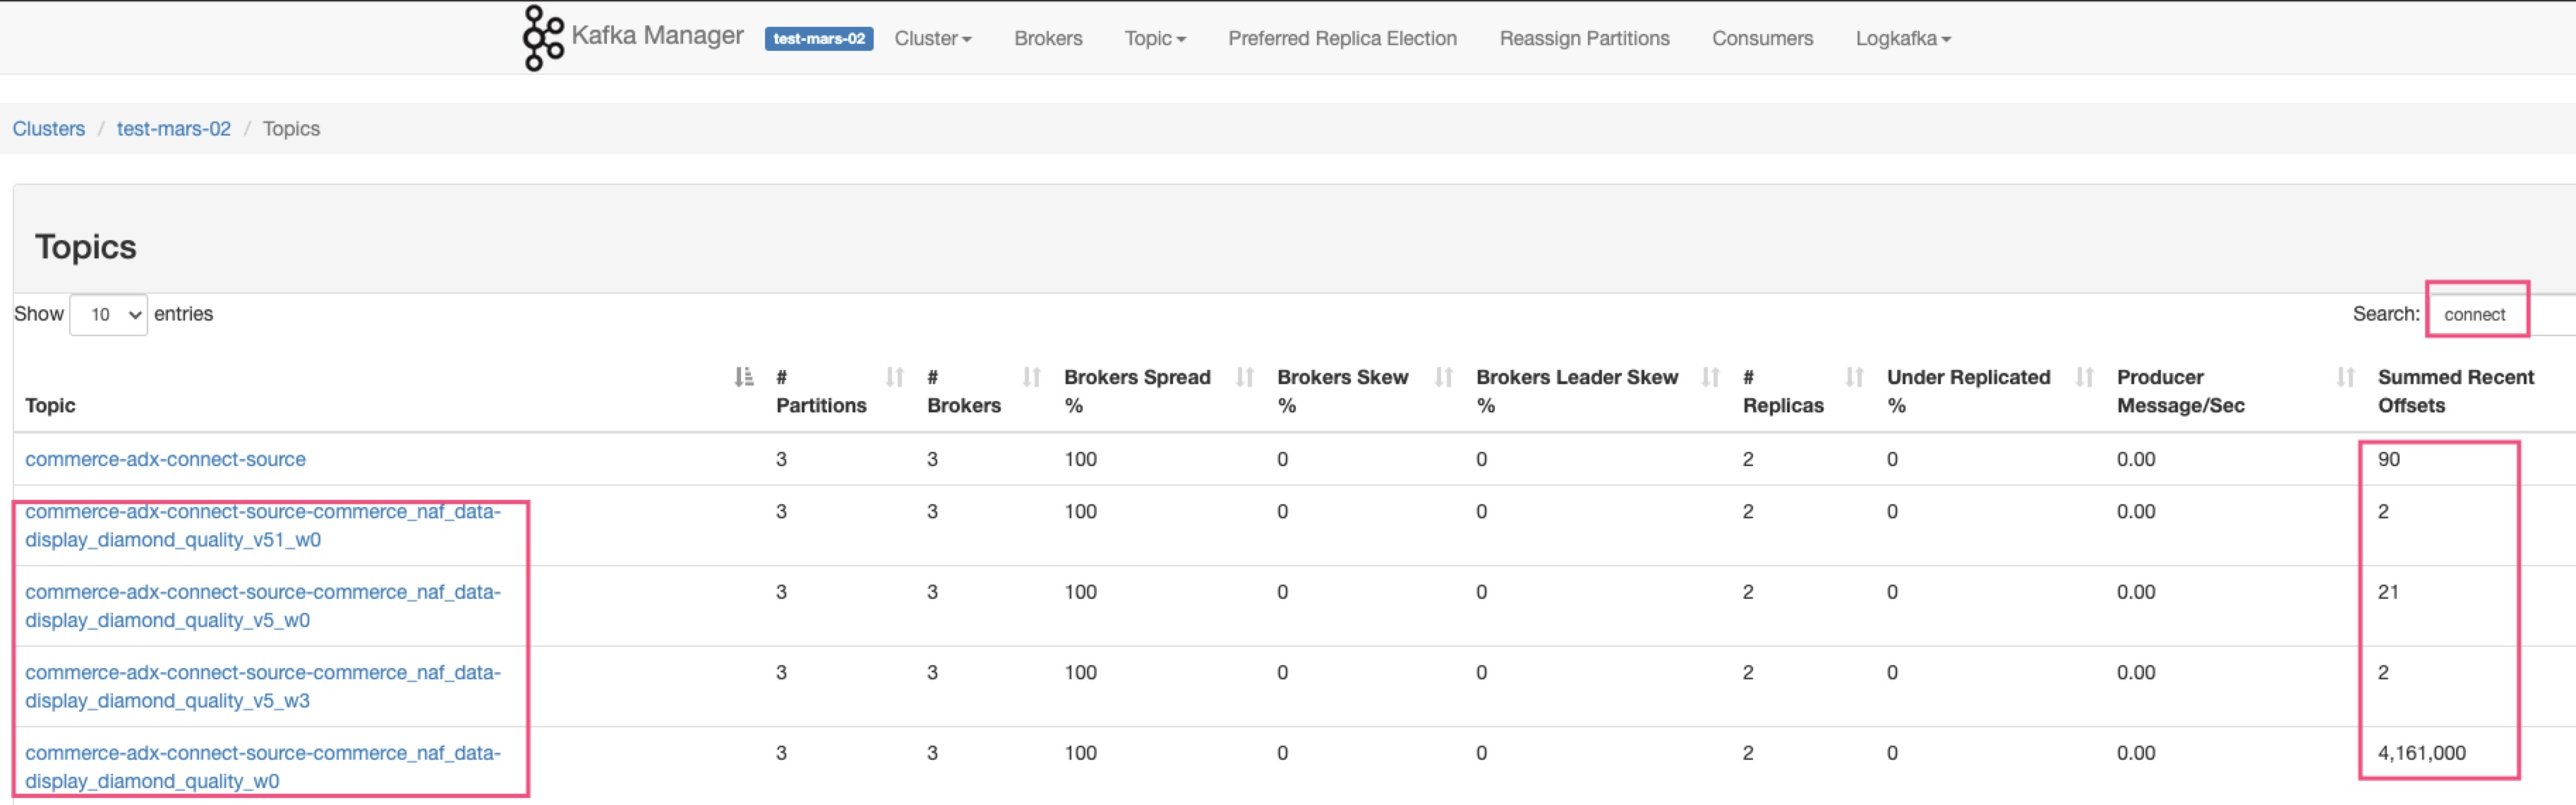 Kafka Manager test-mars-02 Cluster Brokers Topic Preferred Replica Election Reassign Partitions Consumers Logkafka
Clusters / test-mars-02 / Topics
Topics
Show 10 entries Search: connect
Topic # Partitions # Brokers Brokers Spread % Brokers Skew % Brokers Leader Skew % # Replicas Under Replicated % Producer Message/Sec Summed Recent Offsets
commerce-adx-connect-source 3 3 100 0 0 2 0 0.00 90
commerce-adx-connect-source-commerce_naf_data- 3 3 100 0 0 2 0 0.00 2
display_diamond_quality_v51_w0
commerce-adx-connect-source-commerce_naf_data- 3 3 100 0 0 2 0 0.00 21
display_diamond_quality_v5_w0
commerce-adx-connect-source-commerce_naf_data- 3 3 100 0 0 2 0 0.00 2
display_diamond_quality_v5_w3
commerce-adx-connect-source-commerce_naf_data- 3 3 100 0 0 2 0 0.00 4,161,000
display_diamond_quality_w0